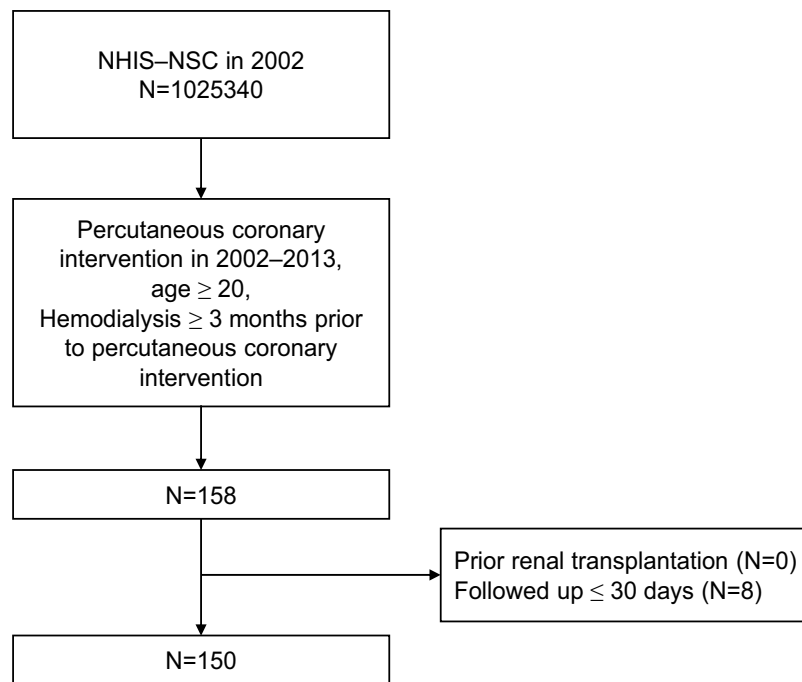 NHIS–NSC in 2002
N=1025340
Percutaneous coronary
intervention in 2002–2013,
age ≥ 20,
Hemodialysis ≥ 3 months prior
to percutaneous coronary
intervention
N=158
Prior renal transplantation (N=0)
Followed up ≤ 30 days (N=8)
N=150